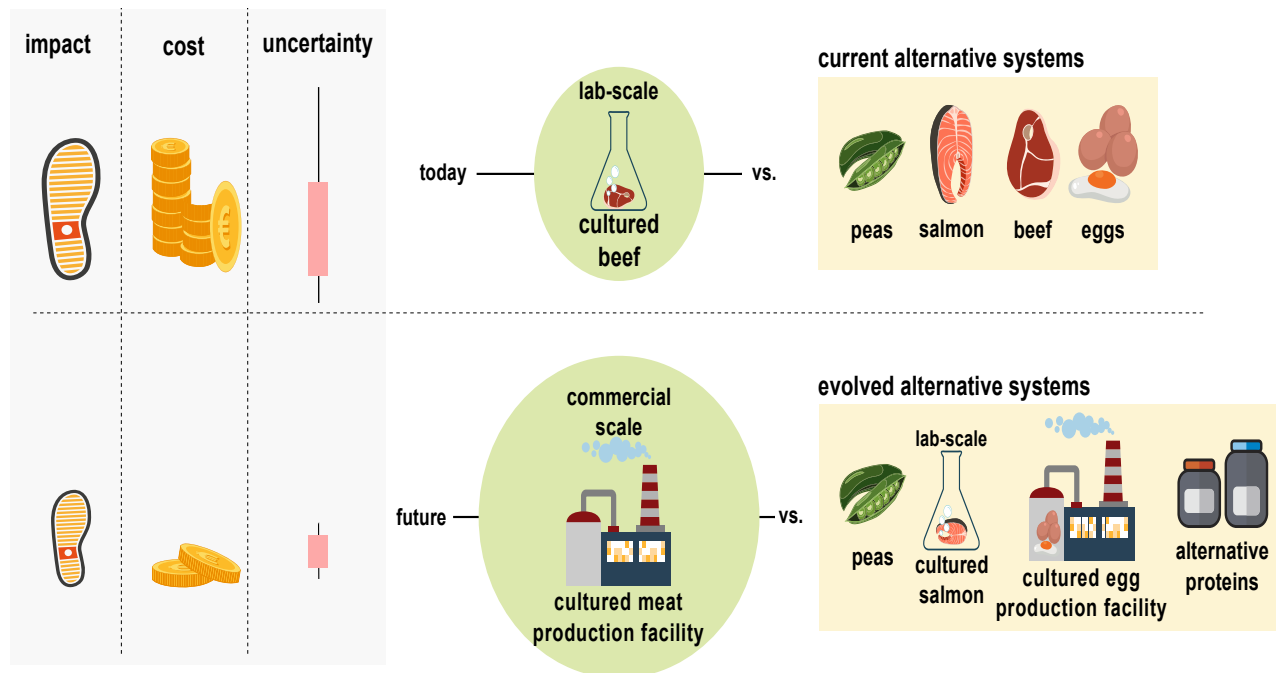 impact
cost
uncertainty
today
lab-scale
cultured
beef
vs.
current alternative systems
peas
salmon
beef
eggs
future
commercial
scale
cultured meat
production facility
vs.
evolved alternative systems
peas
lab-scale
cultured
salmon
cultured egg
production facility
alternative
proteins